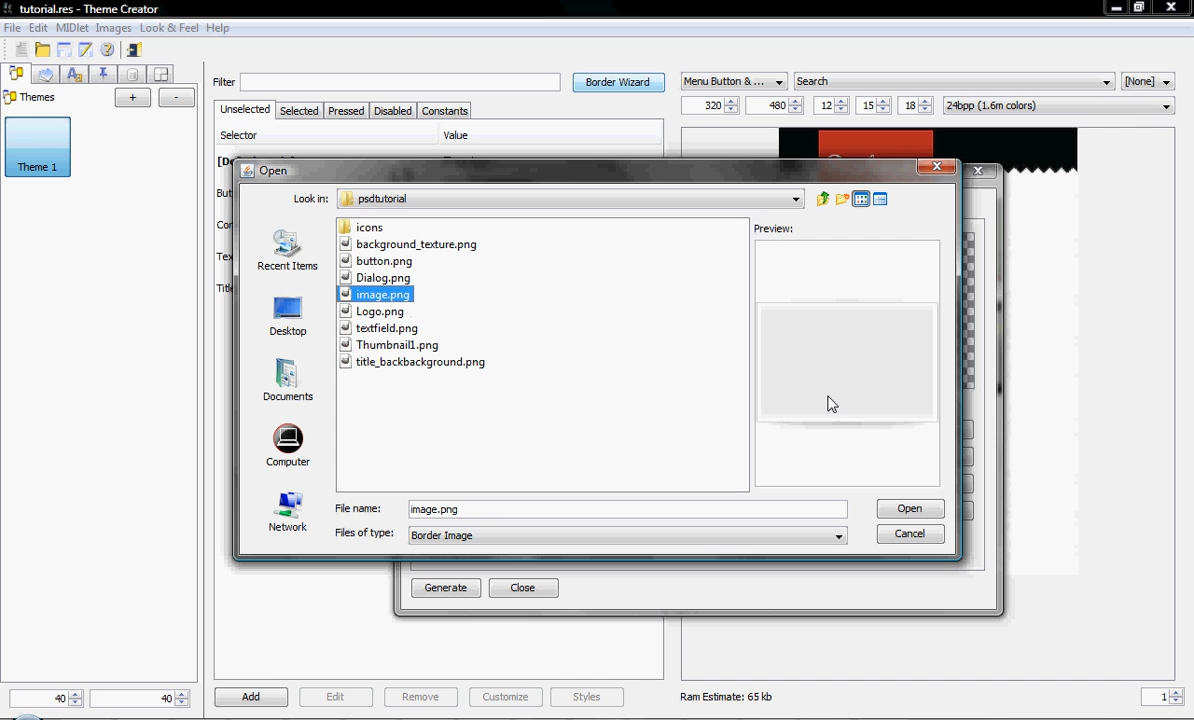 tutorial.res - Theme Creator
File Edit MIDlet Images Look & Feel Help
Themes + -
Theme 1
Filter Border Wizard
Unselected Selected Pressed Disabled Constants
Selector Value
Menu Button & ... Search [None]
320 480 12 15 18 24bpp (1.6m colors)
Open
Look in: psdtutorial
Recent Items
Desktop
Documents
Computer
Network
icons
background_texture.png
button.png
Dialog.png
image.png
Logo.png
textfield.png
Thumbnail1.png
title_backbackground.png
Preview:
File name: image.png Open
Files of type: Border Image Cancel
Generate Close
40 40
Add Edit Remove Customize Styles
Ram Estimate: 65 kb 1